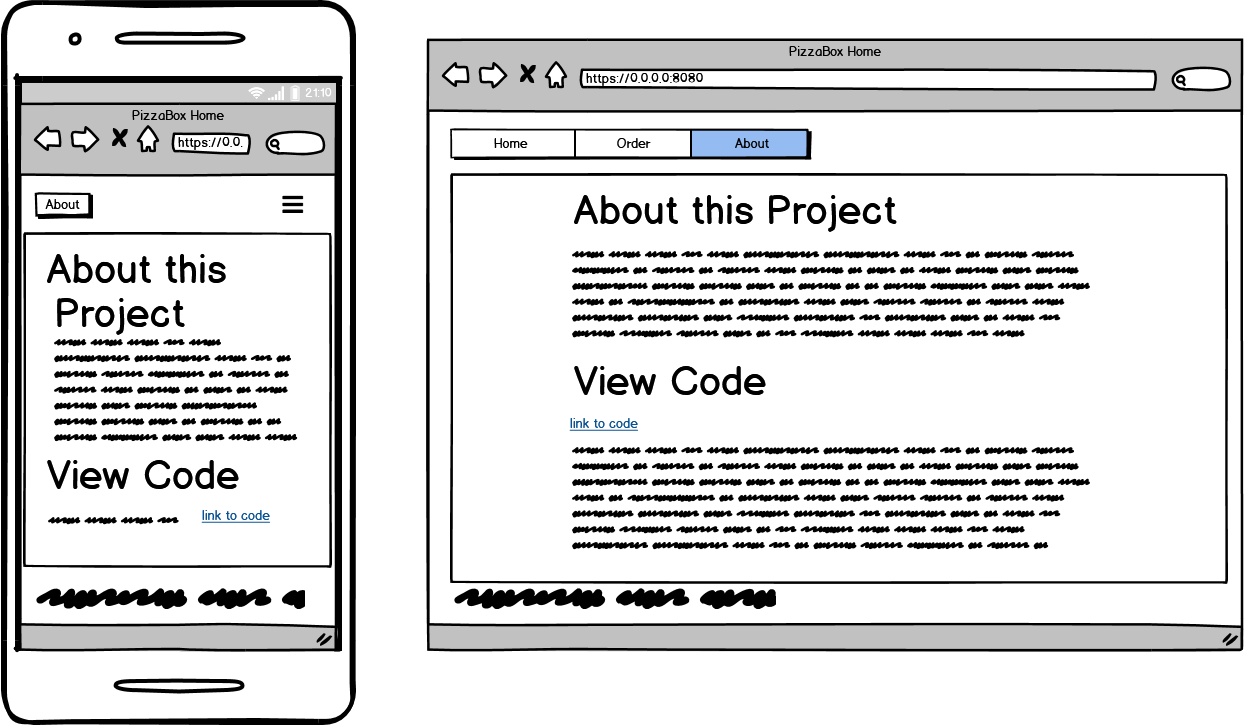 21:10
PizzaBox Home
https://0.0.
About
About this
Project
View Code
link to code
PizzaBox Home
https://0.0.0.0:8080
Home
Order
About
About this Project
View Code
link to code